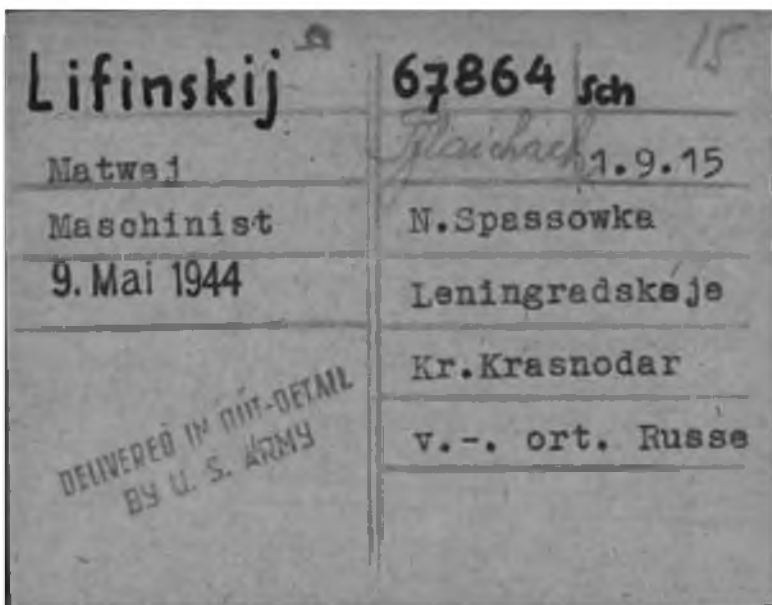 Lifinskij
Matwej
Maschinist
9. Mai 1944
DELIVERED IN OUT-DETAIL
BY U. S. ARMY
15
67864 Sch
1.9.15
N.Spassowka
Leningradskoje
Kr.Krasnodar
v.-. ort. Russe